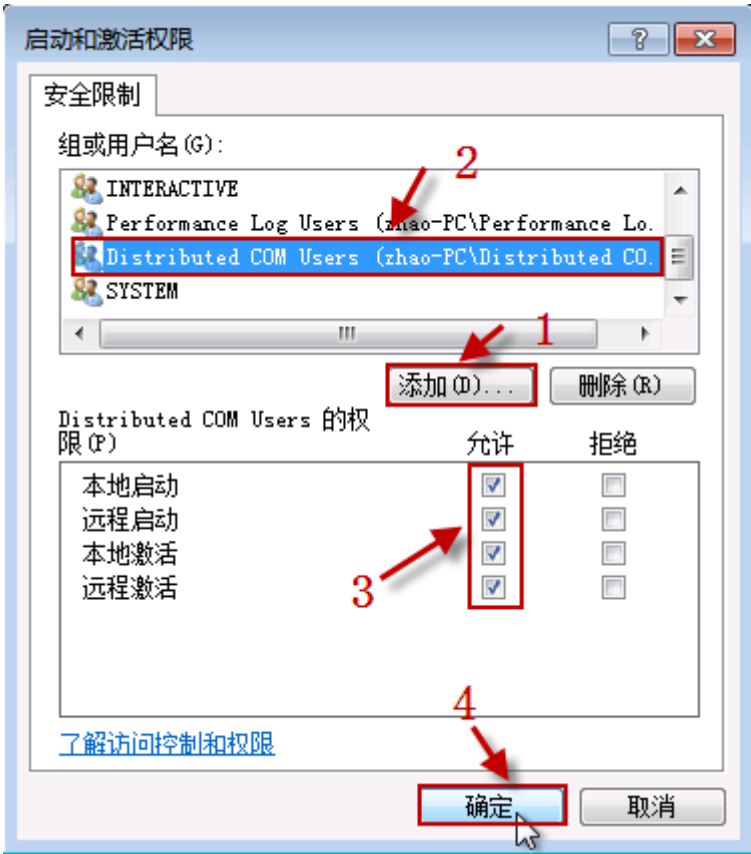 启动和激活权限
安全限制
组或用户名(G):
2
INTERACTIVE
Performance Log Users (zhao-PC\Performance Lo.
Distributed COM Users (zhao-PC\Distributed CO.
SYSTEM
1
添加(D)... 删除(R)
Distributed COM Users 的权
限(P) 允许 拒绝
本地启动
远程启动
本地激活
远程激活
3
4
了解访问控制和权限
确定 取消